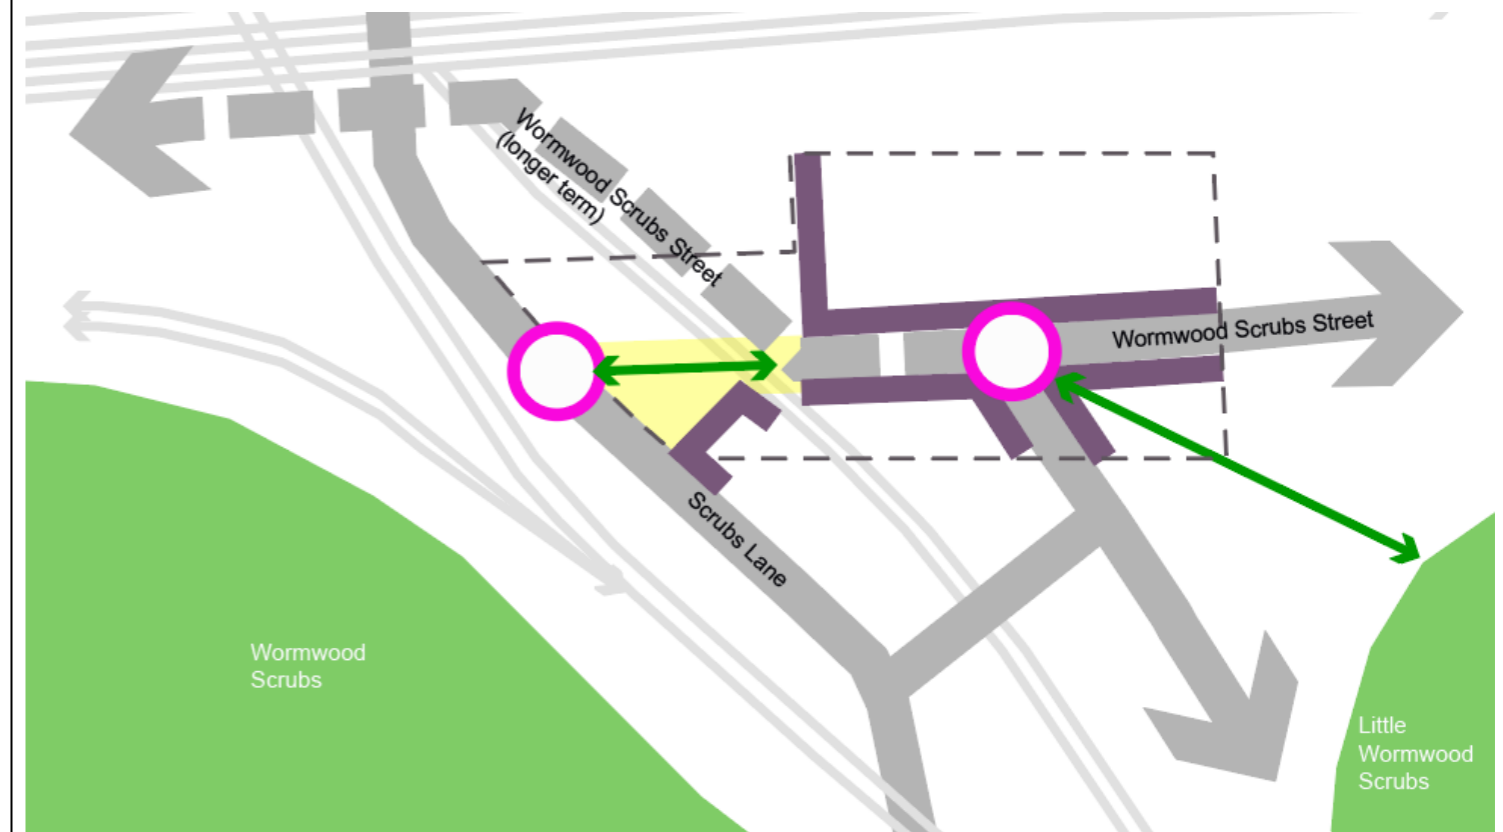 Wormwood Scrubs Street
(longer term)
Wormwood Scrubs Street
Scrubs Lane
Wormwood
Scrubs
Little
Wormwood
Scrubs